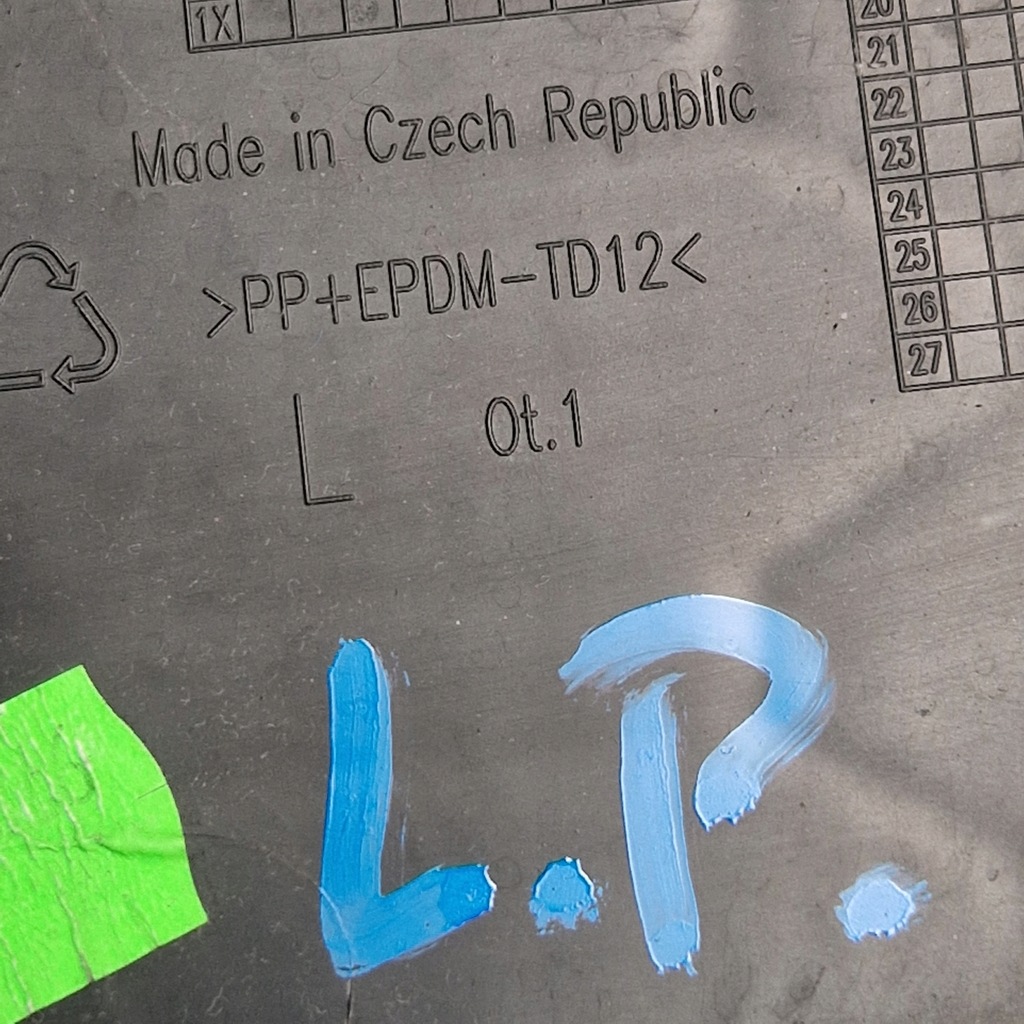 1X
Made in Czech Republic
>PP+EPDM-TD12<
L Ot.1
20
21
22
23
24
25
26
27
L.P.